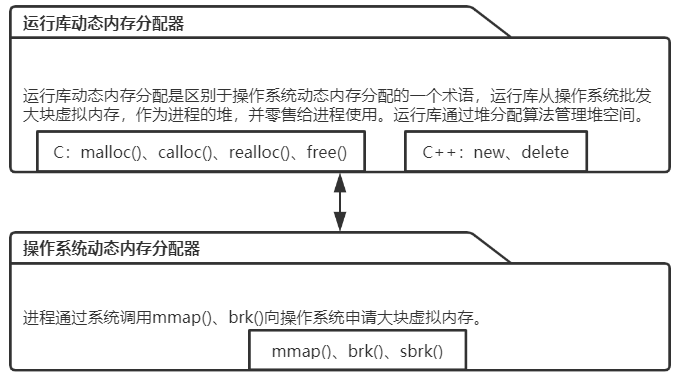 运行库动态内存分配器
运行库动态内存分配是区别于操作系统动态内存分配的一个术语，运行库从操作系统批发
大块虚拟内存，作为进程的堆，并零售给进程使用。运行库通过堆分配算法管理堆空间。
C：malloc()、calloc()、realloc()、free()
C++：new、delete
操作系统动态内存分配器
进程通过系统调用mmap()、brk()向操作系统申请大块虚拟内存。
mmap()、brk()、sbrk()